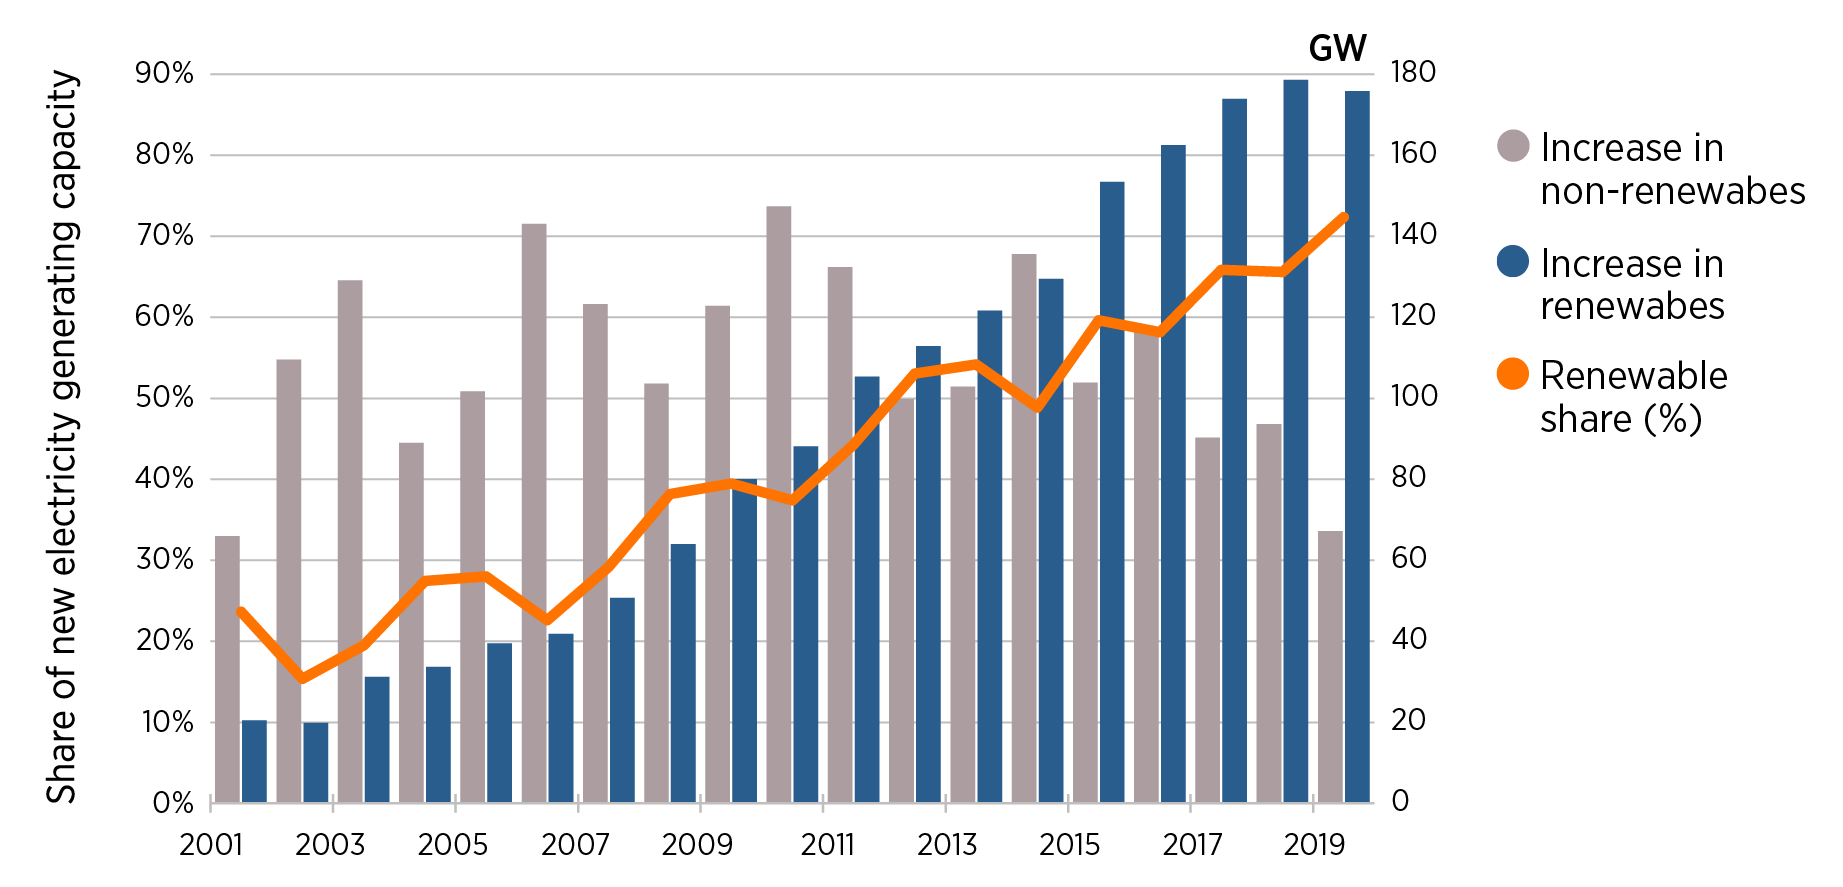 GW
Share of new electricity generating capacity
90%
80%
70%
60%
50%
40%
30%
20%
10%
0%
180
160
140
120
100
80
60
40
20
0
2001 2003 2005 2007 2009 2011 2013 2015 2017 2019
Increase in
non-renewabes
Increase in
renewabes
Renewable
share (%)